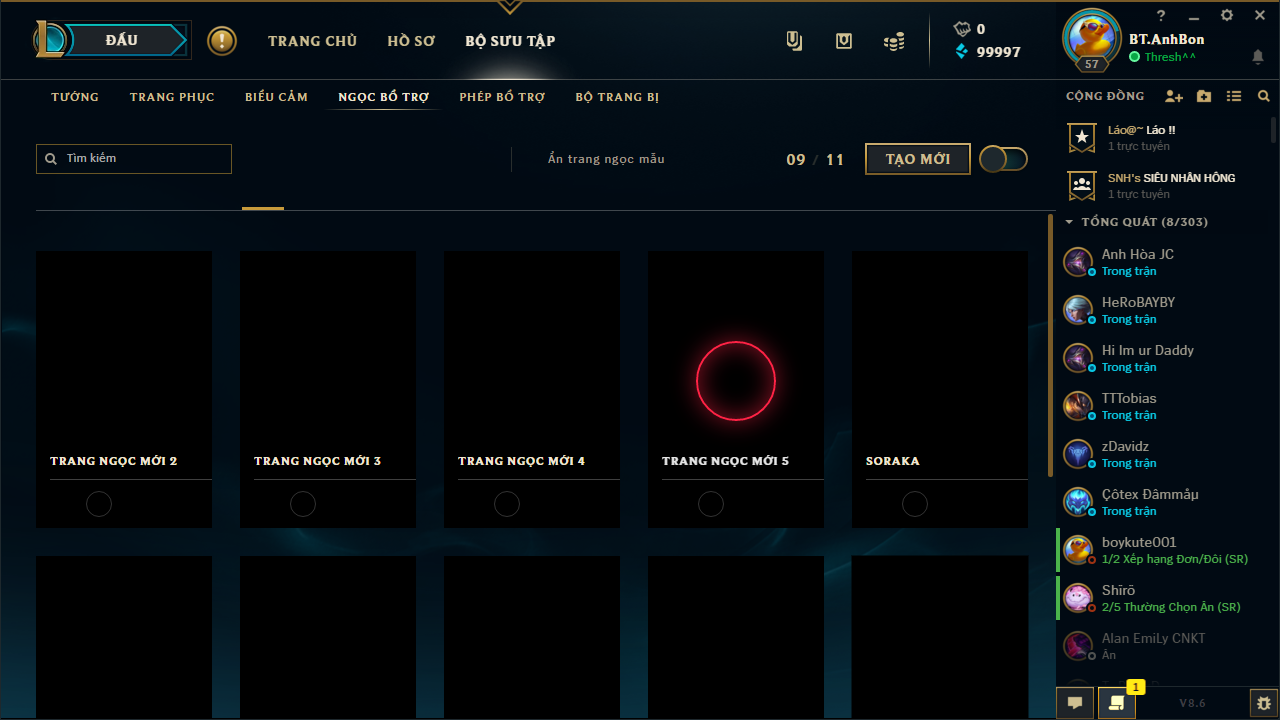 ĐẤU
TRANG CHỦ
HỒ SƠ
BỘ SƯU TẬP
0
99997
57
BT.AnhBon
Thresh^^
TƯỚNG
TRANG PHỤC
BIỂU CẢM
NGỌC BỔ TRỢ
PHÉP BỔ TRỢ
BỘ TRANG BỊ
CỘNG ĐỒNG
Tìm kiếm
Ẩn trang ngọc mẫu
09 / 11
TẠO MỚI
Láo@~ Láo !!
1 trực tuyến
SNH's SIÊU NHÂN HỒNG
1 trực tuyến
TỔNG QUÁT (8/303)
Anh Hòa JC
Trong trận
HeRoBAYBY
Trong trận
Hi Im ur Daddy
Trong trận
TTTobias
Trong trận
zDavidz
Trong trận
Çôtex Đâmmåµ
Trong trận
boykute001
1/2 Xếp hạng Đơn/Đôi (SR)
Shīrō
2/5 Thường Chọn Ẩn (SR)
Alan EmiLy CNKT
Ẩn
TRANG NGỌC MỚI 2
TRANG NGỌC MỚI 3
TRANG NGỌC MỚI 4
TRANG NGỌC MỚI 5
SORAKA
1
V8.6